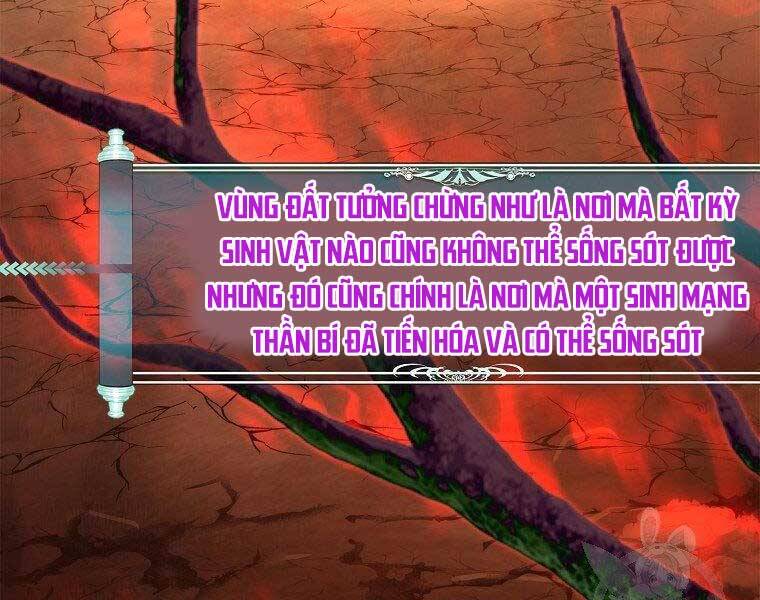 VÙNG ĐẤT TƯỞNG CHỪNG NHƯ LÀ NƠI MÀ BẤT KỲ
SINH VẬT NÀO CŨNG KHÔNG THỂ SỐNG SÓT ĐƯỢC
NHƯNG ĐÓ CŨNG CHÍNH LÀ NƠI MÀ MỘT SINH MẠNG
THẦN BÍ ĐÃ TIẾN HÓA VÀ CÓ THỂ SỐNG SÓT